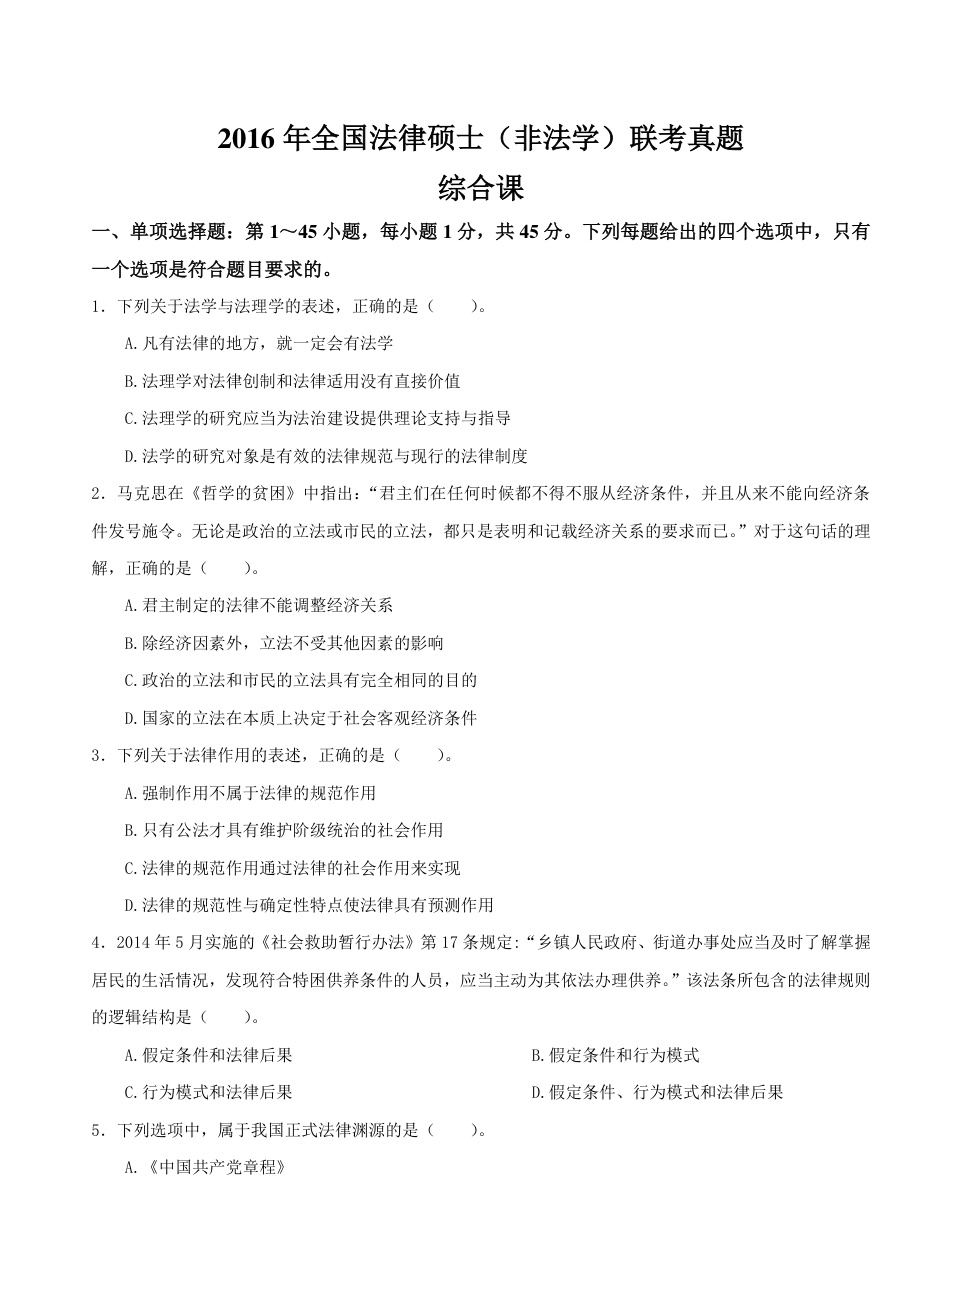 2016 年全国法律硕士（非法学）联考真题
综合课
一、单项选择题：第 1～45 小题，每小题 1 分，共 45 分。下列每题给出的四个选项中，只有
一个选项是符合题目要求的。
1．下列关于法学与法理学的表述，正确的是（　　）。
A.凡有法律的地方，就一定会有法学
B.法理学对法律创制和法律适用没有直接价值
C.法理学的研究应当为法治建设提供理论支持与指导
D.法学的研究对象是有效的法律规范与现行的法律制度
2．马克思在《哲学的贫困》中指出：“君主们在任何时候都不得不服从经济条件，并且从来不能向经济条
件发号施令。无论是政治的立法或市民的立法，都只是表明和记载经济关系的要求而已。”对于这句话的理
解，正确的是（　　）。
A.君主制定的法律不能调整经济关系
B.除经济因素外，立法不受其他因素的影响
C.政治的立法和市民的立法具有完全相同的目的
D.国家的立法在本质上决定于社会客观经济条件
3．下列关于法律作用的表述，正确的是（　　）。
A.强制作用不属于法律的规范作用
B.只有公法才具有维护阶级统治的社会作用
C.法律的规范作用通过法律的社会作用来实现
D.法律的规范性与确定性特点使法律具有预测作用
4．2014 年 5 月实施的《社会救助暂行办法》第 17 条规定:“乡镇人民政府、街道办事处应当及时了解掌握
居民的生活情况，发现符合特困供养条件的人员，应当主动为其依法办理供养。”该法条所包含的法律规则
的逻辑结构是（　　）。
A.假定条件和法律后果　　B.假定条件和行为模式
C.行为模式和法律后果　　D.假定条件、行为模式和法律后果
5．下列选项中，属于我国正式法律渊源的是（　　）。
A.《中国共产党章程》